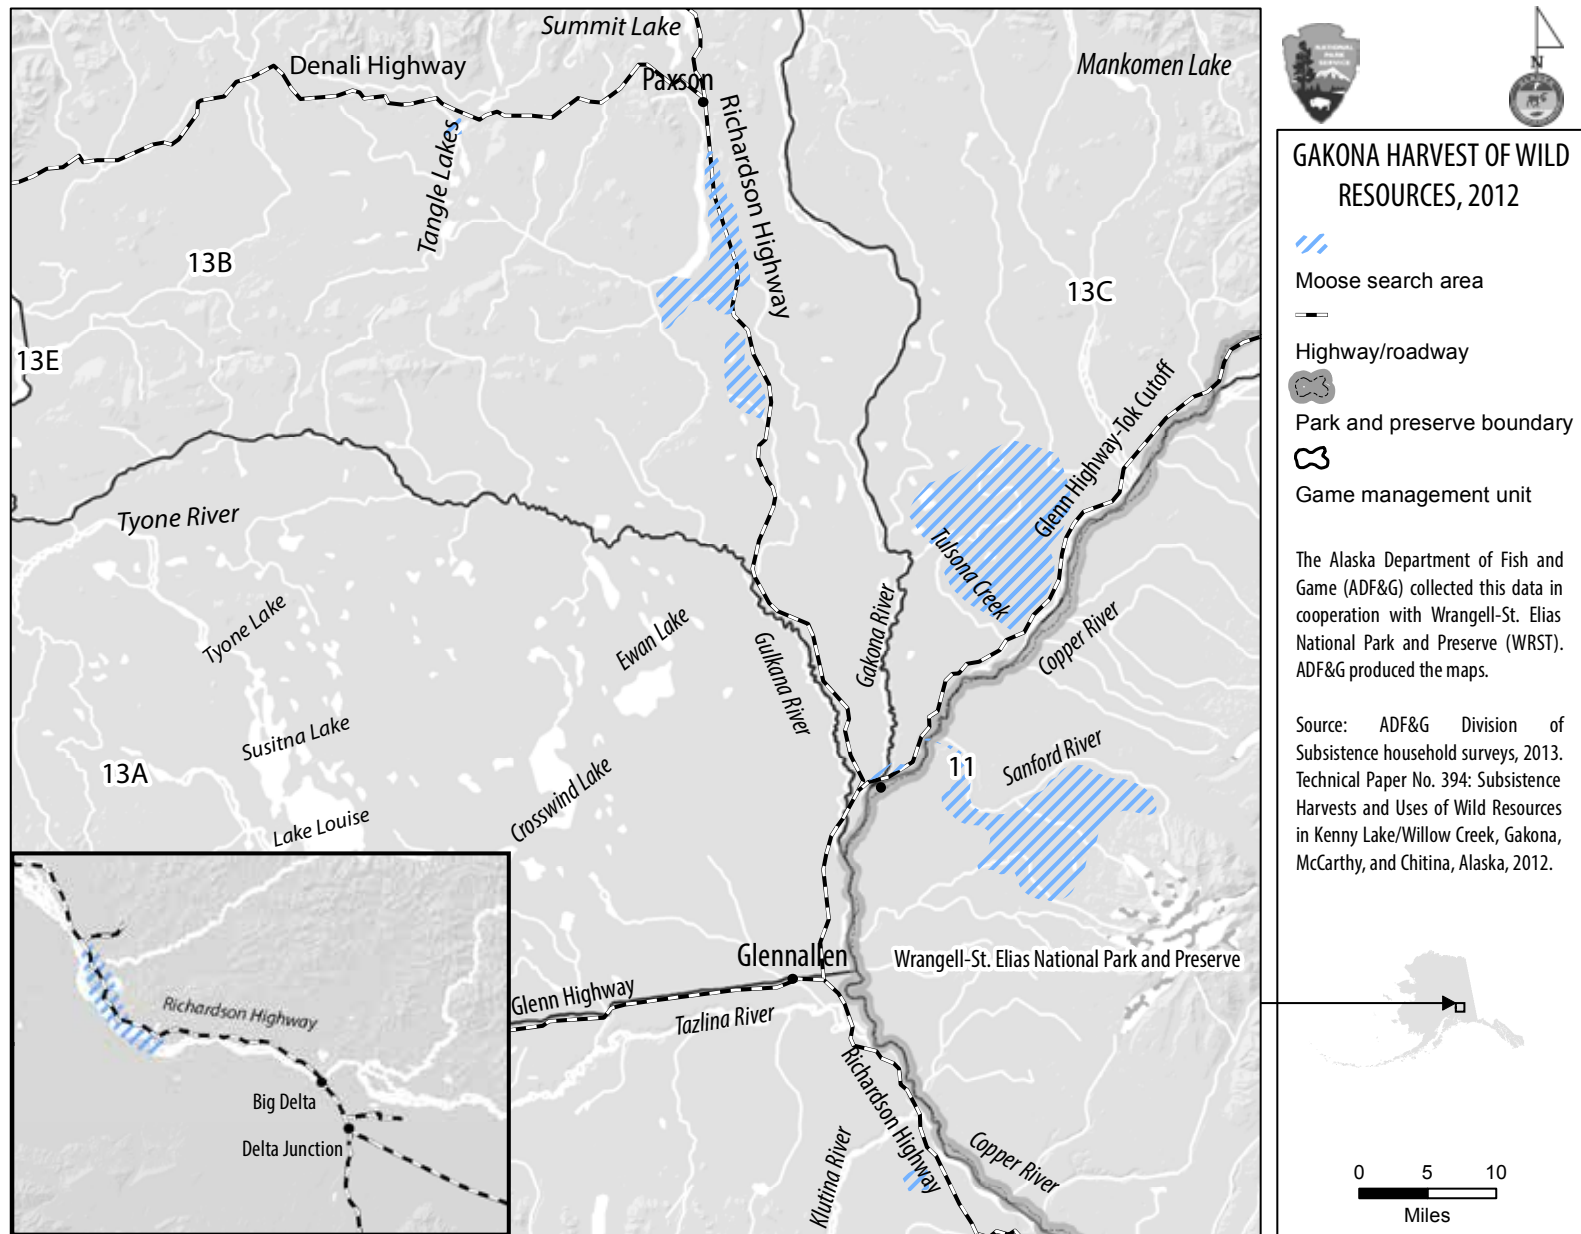 Summit Lake
Denali Highway
Paxson
Mankomen Lake
Richardson Highway
Tangle Lakes
13B
13C
13E
Glenn Highway-Tok Cutoff
Tyone River
Tulsona Creek
Tyone Lake
Ewan Lake
Gulkana River
Gakona River
Copper River
Susitna Lake
13A
Crosswind Lake
11
Sanford River
Lake Louise
Glennallen
Wrangell-St. Elias National Park and Preserve
Glenn Highway
Tazlina River
Richardson Highway
Klutina River
Copper River
Richardson Highway
Big Delta
Delta Junction
NATIONAL
PARK
SERVICE
N
GAKONA HARVEST OF WILD
RESOURCES, 2012
Moose search area
Highway/roadway
Park and preserve boundary
Game management unit
The Alaska Department of Fish and
Game (ADF&G) collected this data in
cooperation with Wrangell-St. Elias
National Park and Preserve (WRST).
ADF&G produced the maps.
Source: ADF&G Division of
Subsistence household surveys, 2013.
Technical Paper No. 394: Subsistence
Harvests and Uses of Wild Resources
in Kenny Lake/Willow Creek, Gakona,
McCarthy, and Chitina, Alaska, 2012.
0 5 10
Miles